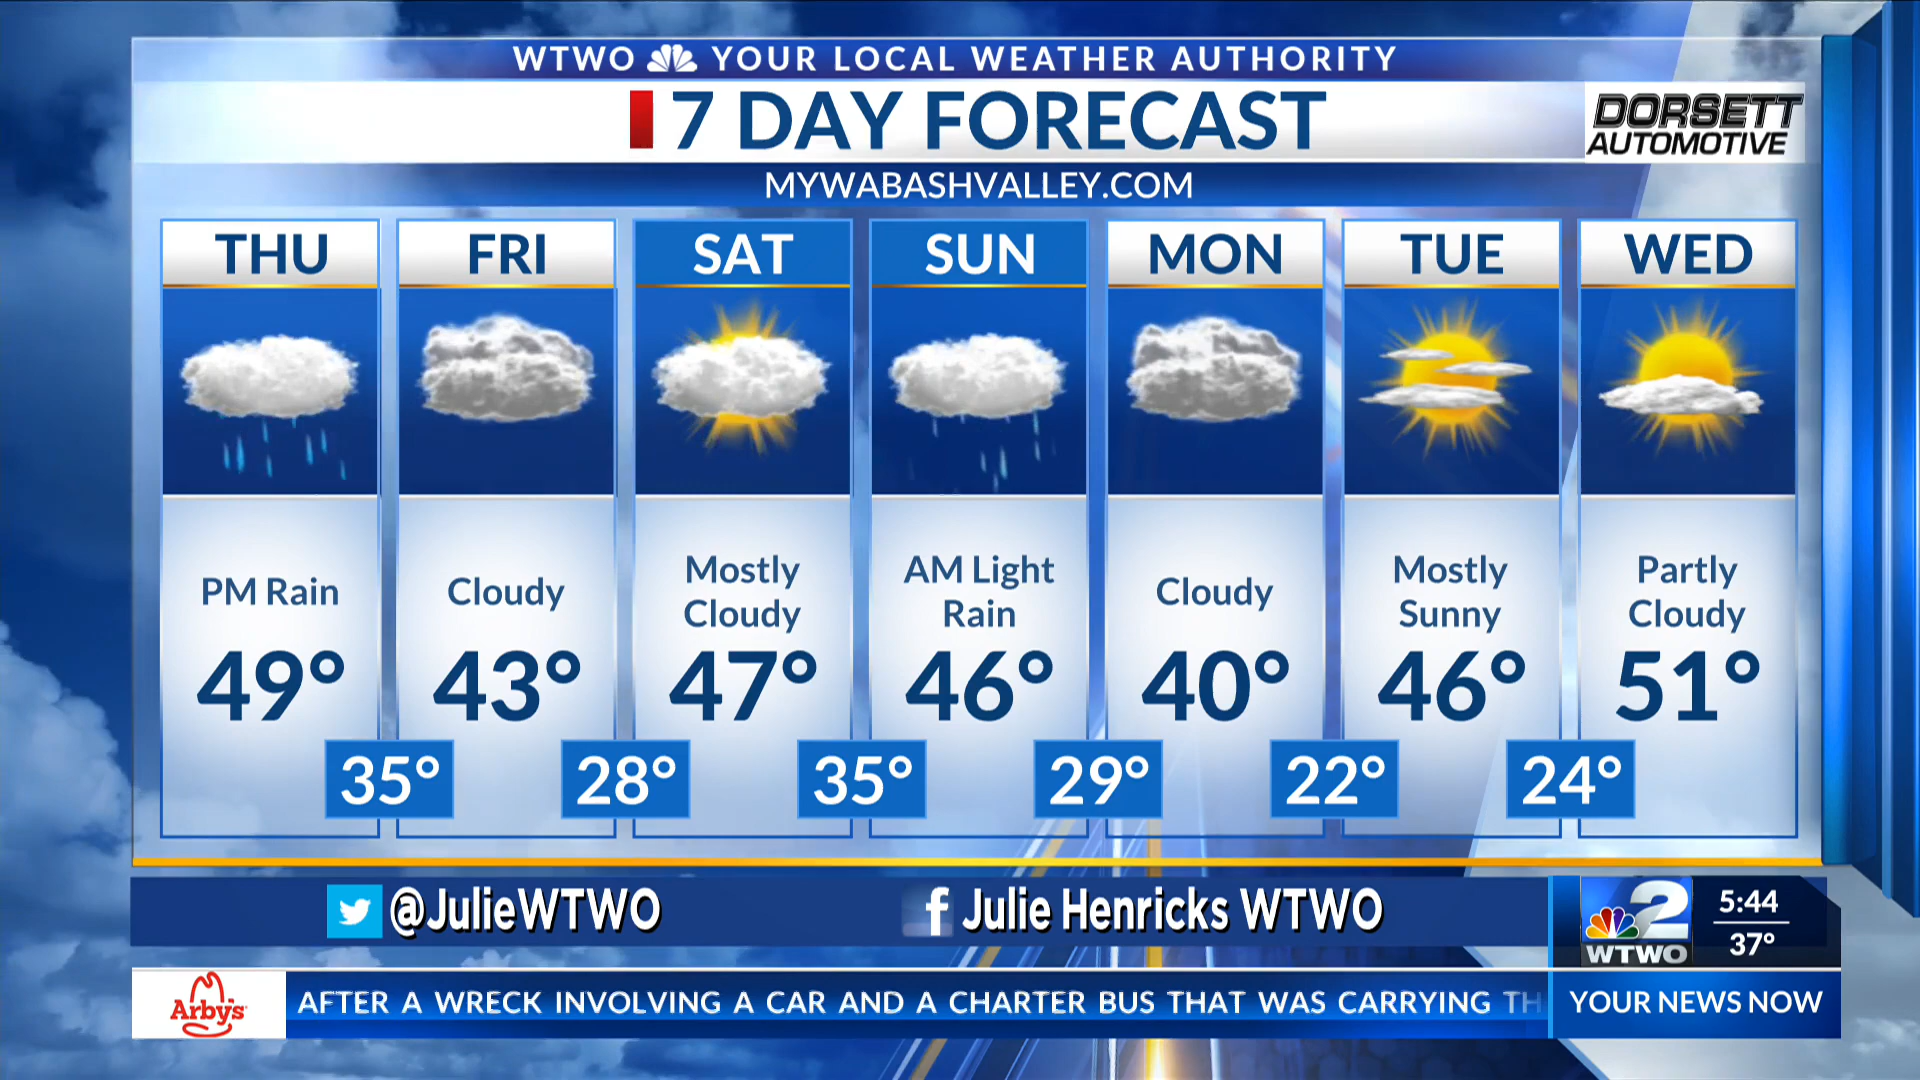 WTWO YOUR LOCAL WEATHER AUTHORITY
7 DAY FORECAST
DORSETT
AUTOMOTIVE
MYWABASHVALLEY.COM
THU
FRI
SAT
SUN
MON
TUE
WED
PM Rain
Cloudy
Mostly
Cloudy
AM Light
Rain
Cloudy
Mostly
Sunny
Partly
Cloudy
49°
43°
47°
46°
40°
46°
51°
35°
28°
35°
29°
22°
24°
@JulieWTWO
f Julie Henricks WTWO
2
WTWO
5:44
37°
Arby's
AFTER A WRECK INVOLVING A CAR AND A CHARTER BUS THAT WAS CARRYING TH
YOUR NEWS NOW